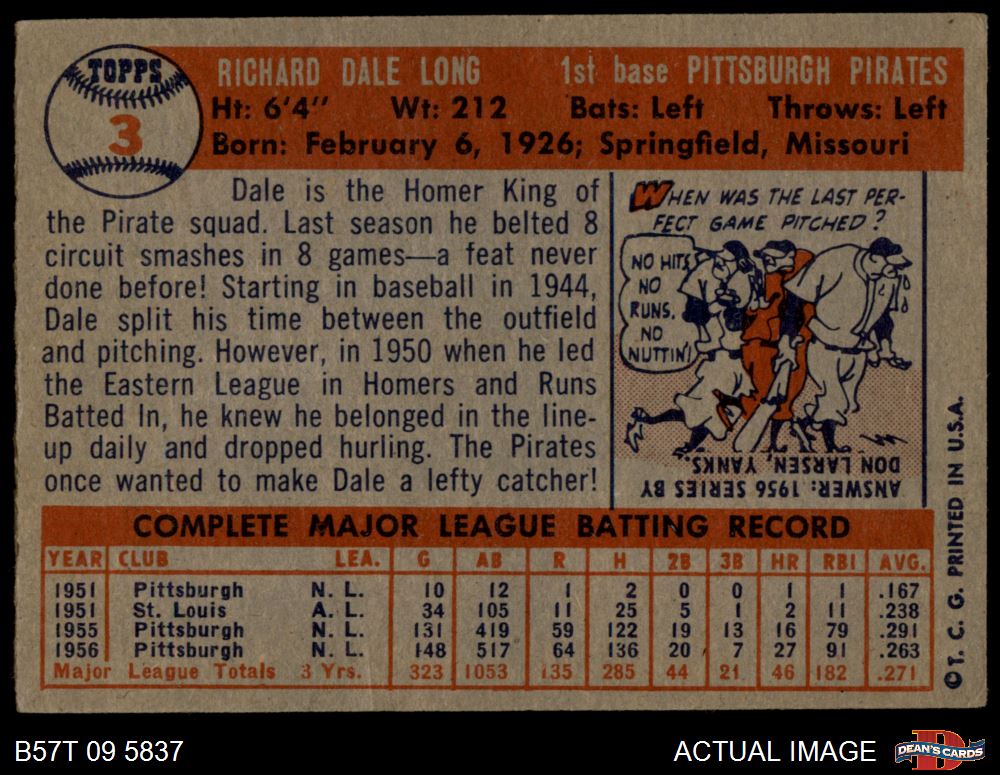 TOPPS
3
RICHARD DALE LONG 1st base PITTSBURGH PIRATES
Ht: 6'4" Wt: 212 Bats: Left Throws: Left
Born: February 6, 1926; Springfield, Missouri
Dale is the Homer King of
the Pirate squad. Last season he belted 8
circuit smashes in 8 games—a feat never
done before! Starting in baseball in 1944,
Dale split his time between the outfield
and pitching. However, in 1950 when he led
the Eastern League in Homers and Runs
Batted In, he knew he belonged in the line-
up daily and dropped hurling. The Pirates
once wanted to make Dale a lefty catcher!
WHEN WAS THE LAST PER-
FECT GAME PITCHED?
NO HITS
NO
RUNS.
NO
NUTTIN'!
ANSWER: 1956 SERIES BY
DON LARSEN, YANKS.
COMPLETE MAJOR LEAGUE BATTING RECORD
YEAR CLUB LEA. G AB R H 2B 3B HR RBI AVG.
1951 Pittsburgh N. L. 10 12 1 2 0 0 1 1 .167
1951 St. Louis A. L. 34 105 11 25 5 1 2 11 .238
1955 Pittsburgh N. L. 131 419 59 122 19 13 16 79 .291
1956 Pittsburgh N. L. 148 517 64 136 20 7 27 91 .263
Major League Totals 3 Yrs. 323 1053 135 285 44 21 46 182 .271
©T. C. G. PRINTED IN U.S.A.
B57T 09 5837
ACTUAL IMAGE
D
DEAN'S CARDS